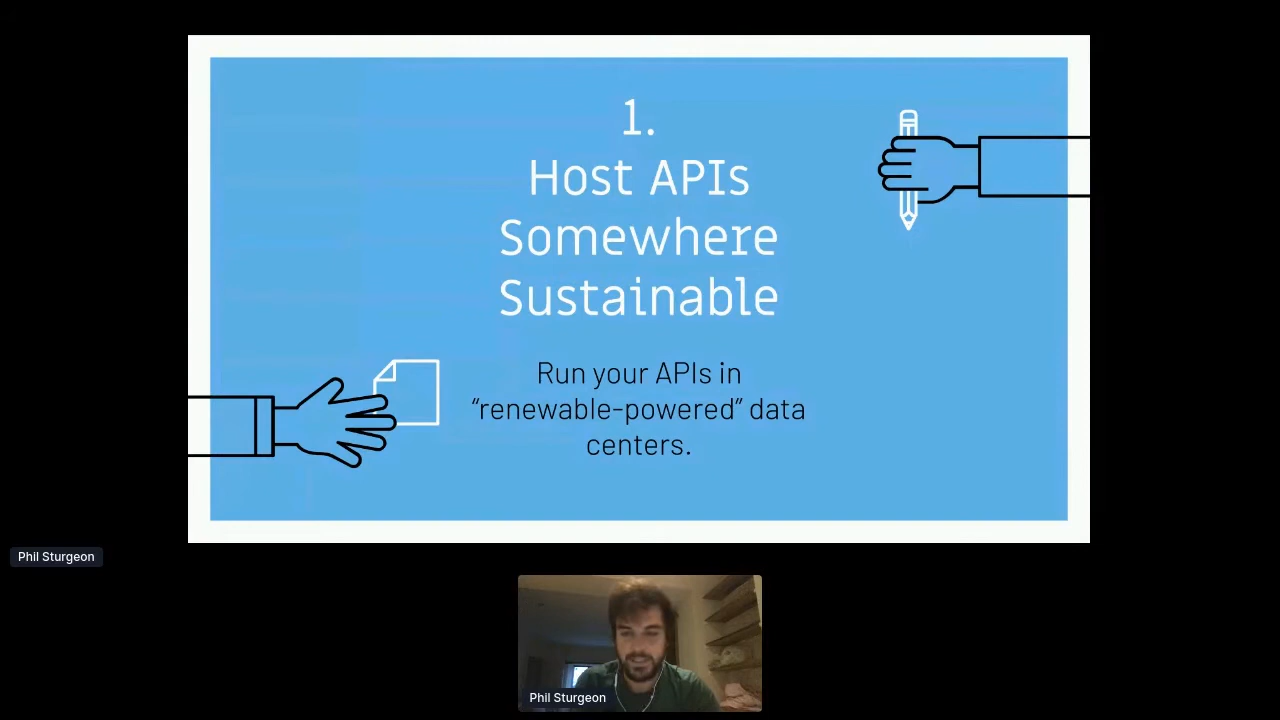 1.
Host APIs
Somewhere
Sustainable
Run your APIs in
“renewable-powered” data
centers.
Phil Sturgeon
Phil Sturgeon